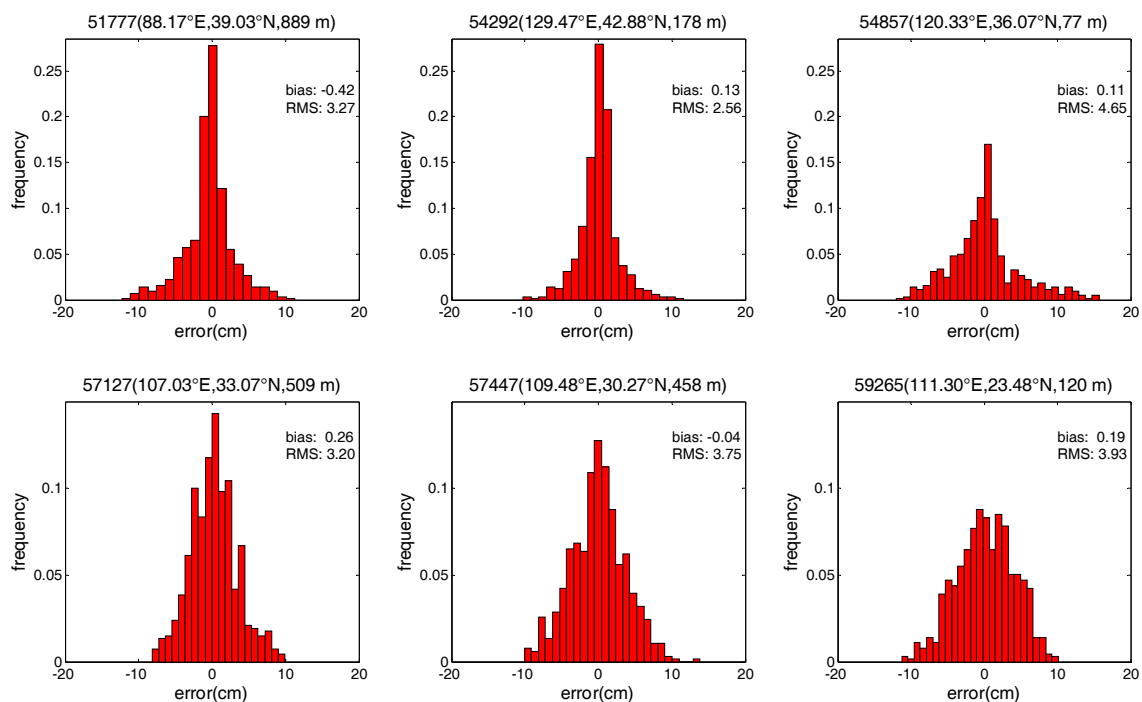 51777(88.17°E,39.03°N,889 m)
0.25
0.2
0.15
0.1
0.05
0
frequency
bias: -0.42
RMS: 3.27
-20
-10
0
10
20
error(cm)
54292(129.47°E,42.88°N,178 m)
0.25
0.2
0.15
0.1
0.05
0
frequency
bias: 0.13
RMS: 2.56
-20
-10
0
10
20
error(cm)
54857(120.33°E,36.07°N,77 m)
0.25
0.2
0.15
0.1
0.05
0
frequency
bias: 0.11
RMS: 4.65
-20
-10
0
10
20
error(cm)
57127(107.03°E,33.07°N,509 m)
0.1
0.05
0
frequency
bias: 0.26
RMS: 3.20
-20
-10
0
10
20
error(cm)
57447(109.48°E,30.27°N,458 m)
0.1
0.05
0
frequency
bias: -0.04
RMS: 3.75
-20
-10
0
10
20
error(cm)
59265(111.30°E,23.48°N,120 m)
0.1
0.05
0
frequency
bias: 0.19
RMS: 3.93
-20
-10
0
10
20
error(cm)